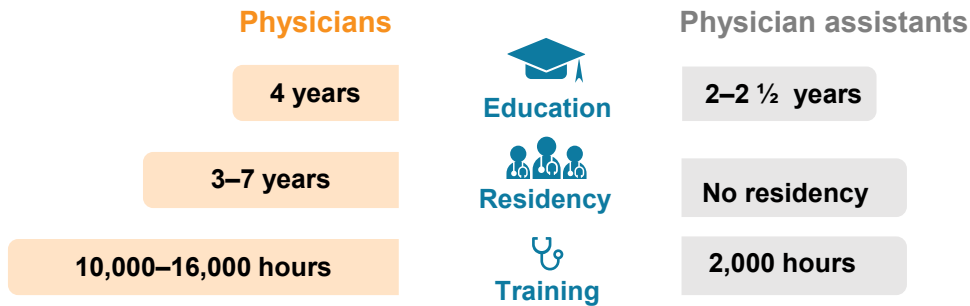 Physicians
Physician assistants
4 years
Education
2–2 ½ years
3–7 years
Residency
No residency
10,000–16,000 hours
Training
2,000 hours